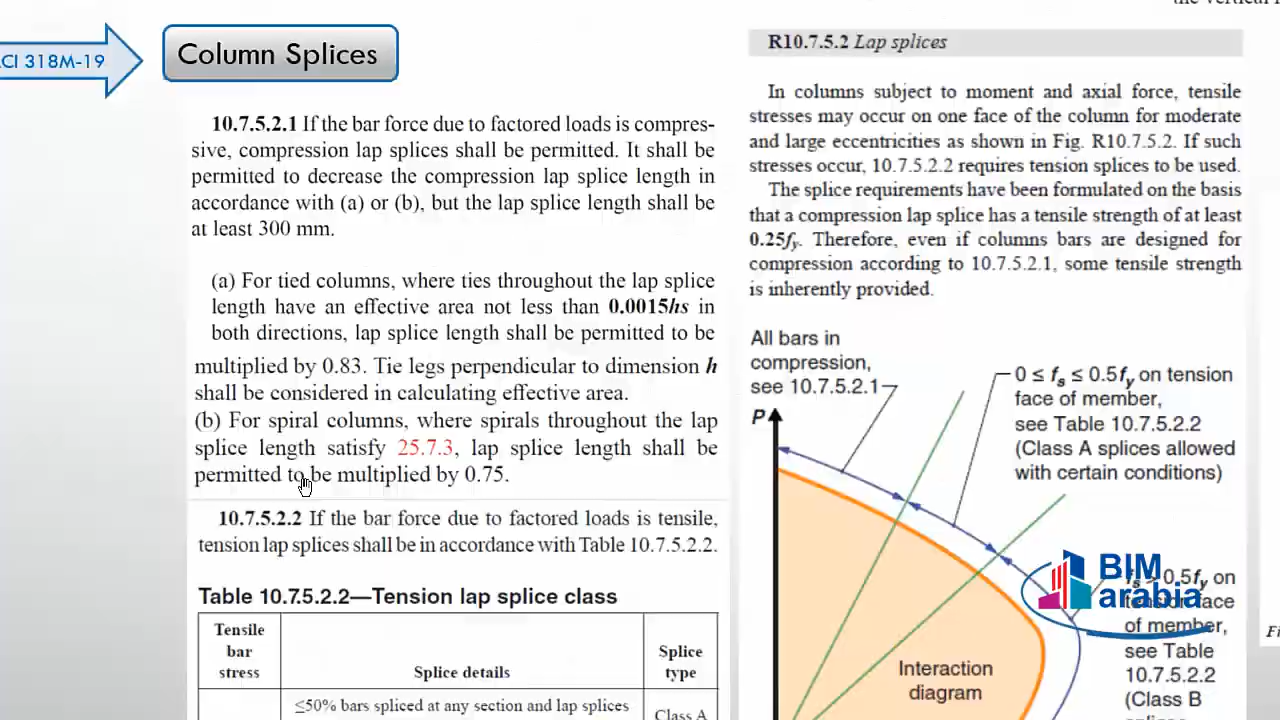 ACI 318M-19
Column Splices
10.7.5.2.1 If the bar force due to factored loads is compres-
sive, compression lap splices shall be permitted. It shall be
permitted to decrease the compression lap splice length in
accordance with (a) or (b), but the lap splice length shall be
at least 300 mm.
(a) For tied columns, where ties throughout the lap splice
length have an effective area not less than 0.0015hs in
both directions, lap splice length shall be permitted to be
multiplied by 0.83. Tie legs perpendicular to dimension h
shall be considered in calculating effective area.
(b) For spiral columns, where spirals throughout the lap
splice length satisfy 25.7.3, lap splice length shall be
permitted to be multiplied by 0.75.
10.7.5.2.2 If the bar force due to factored loads is tensile,
tension lap splices shall be in accordance with Table 10.7.5.2.2.
Table 10.7.5.2.2—Tension lap splice class
Tensile
bar
stress
Splice details
Splice
type
≤50% bars spliced at any section and lap splices
Class A
the vertical
R10.7.5.2 Lap splices
In columns subject to moment and axial force, tensile
stresses may occur on one face of the column for moderate
and large eccentricities as shown in Fig. R10.7.5.2. If such
stresses occur, 10.7.5.2.2 requires tension splices to be used.
The splice requirements have been formulated on the basis
that a compression lap splice has a tensile strength of at least
0.25fy. Therefore, even if columns bars are designed for
compression according to 10.7.5.2.1, some tensile strength
is inherently provided.
All bars in
compression,
see 10.7.5.2.1
P
0 ≤ fs ≤ 0.5fy on tension
face of member,
see Table 10.7.5.2.2
(Class A splices allowed
with certain conditions)
BIM
arabia
fs > 0.5fy on
tension face
of member,
see Table
10.7.5.2.2
(Class B
Interaction
diagram